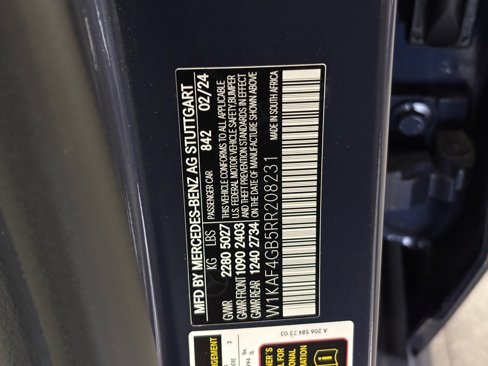 MFD BY MERCEDES-BENZ AG STUTTGART
PASSENGER CAR 842 02/24
KG LBS
GVWR 2280 5027
GAWR FRONT 1090 2403
GAWR REAR 1240 2734
THIS VEHICLE CONFORMS TO ALL APPLICABLE
U.S. FEDERAL MOTOR VEHICLE SAFETY, BUMPER
AND THEFT PREVENTION STANDARDS IN EFFECT
ON THE DATE OF MANUFACTURE SHOWN ABOVE
W1KAF4GB5RR208231
MADE IN SOUTH AFRICA
A 206 584 73 03